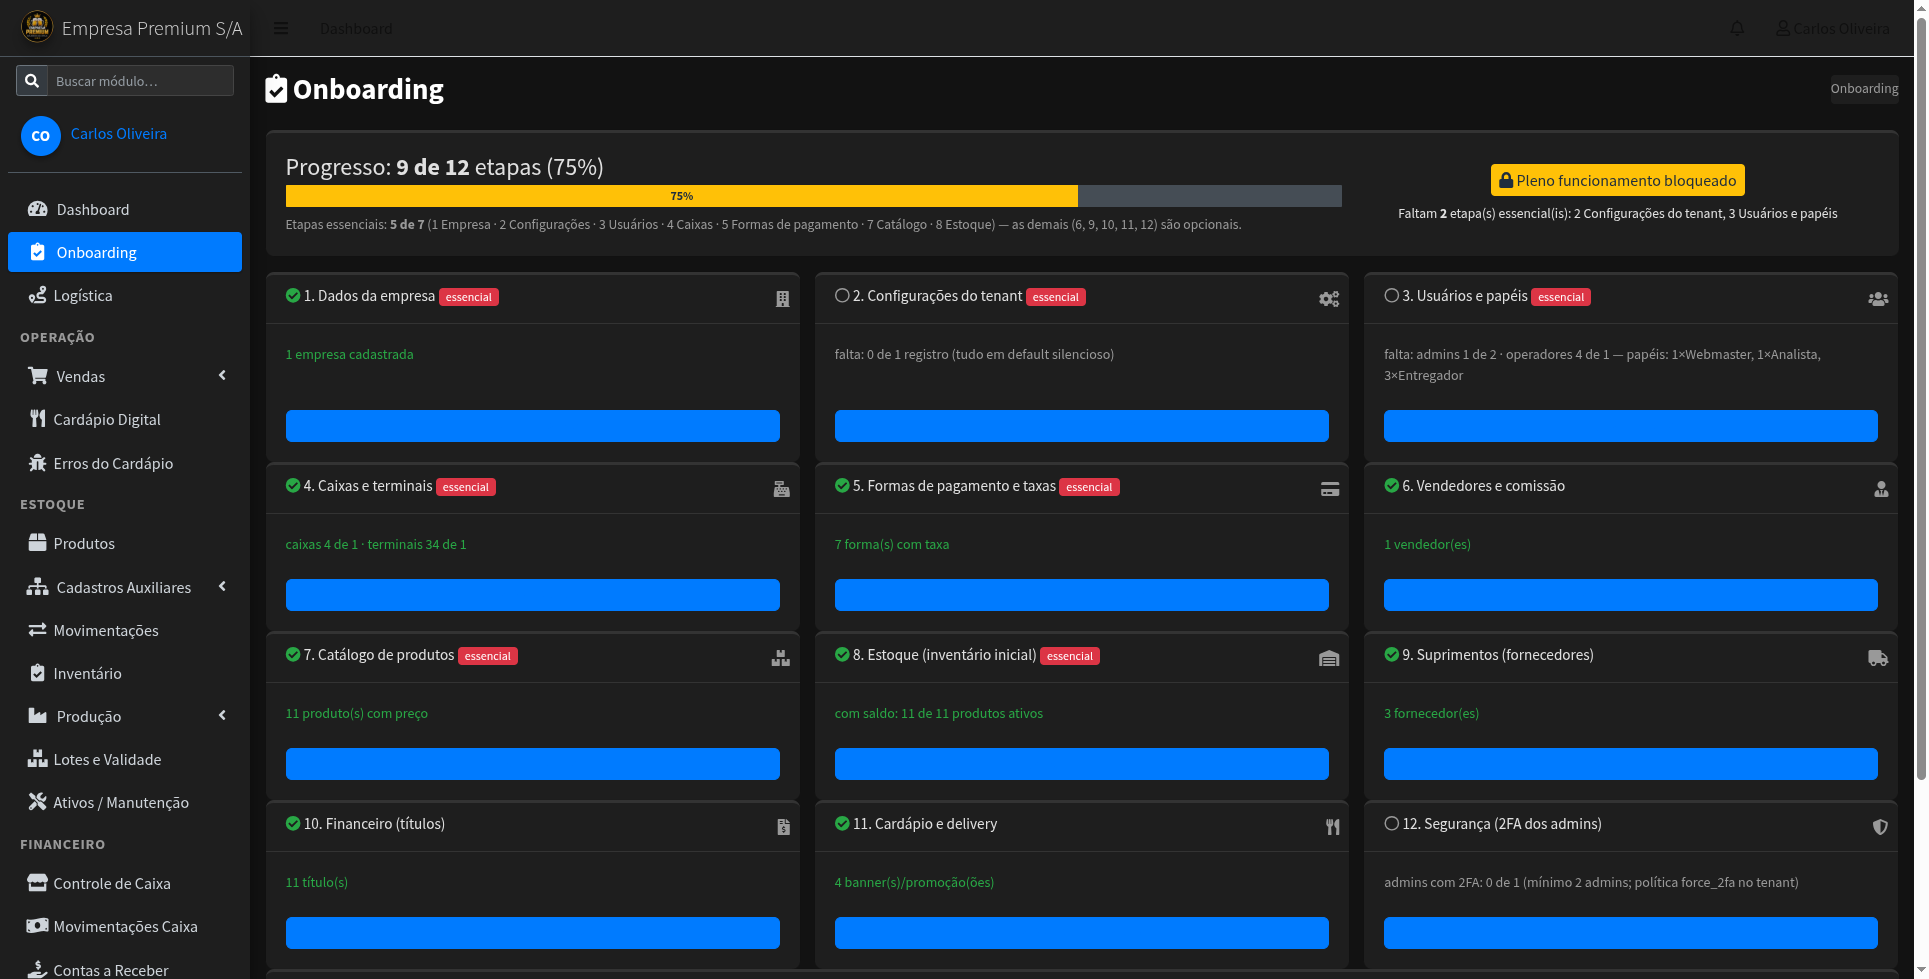 Empresa Premium S/A
Dashboard
Carlos Oliveira
Buscar módulo...
CO
Carlos Oliveira
Dashboard
Onboarding
Logística
OPERAÇÃO
Vendas
Cardápio Digital
Erros do Cardápio
ESTOQUE
Produtos
Cadastros Auxiliares
Movimentações
Inventário
Produção
Lotes e Validade
Ativos / Manutenção
FINANCEIRO
Controle de Caixa
Movimentações Caixa
Contas a Receber
Onboarding
Onboarding
Progresso: 9 de 12 etapas (75%)
75%
Etapas essenciais: 5 de 7 (1 Empresa · 2 Configurações · 3 Usuários · 4 Caixas · 5 Formas de pagamento · 7 Catálogo · 8 Estoque) — as demais (6, 9, 10, 11, 12) são opcionais.
Pleno funcionamento bloqueado
Faltam 2 etapa(s) essencial(is): 2 Configurações do tenant, 3 Usuários e papéis
1. Dados da empresa essencial
1 empresa cadastrada
2. Configurações do tenant essencial
falta: 0 de 1 registro (tudo em default silencioso)
3. Usuários e papéis essencial
falta: admins 1 de 2 · operadores 4 de 1 — papéis: 1×Webmaster, 1×Analista,
3×Entregador
4. Caixas e terminais essencial
caixas 4 de 1 · terminais 34 de 1
5. Formas de pagamento e taxas essencial
7 forma(s) com taxa
6. Vendedores e comissão
1 vendedor(es)
7. Catálogo de produtos essencial
11 produto(s) com preço
8. Estoque (inventário inicial) essencial
com saldo: 11 de 11 produtos ativos
9. Suprimentos (fornecedores)
3 fornecedor(es)
10. Financeiro (títulos)
11 título(s)
11. Cardápio e delivery
4 banner(s)/promoção(ões)
12. Segurança (2FA dos admins)
admins com 2FA: 0 de 1 (mínimo 2 admins; política force_2fa no tenant)